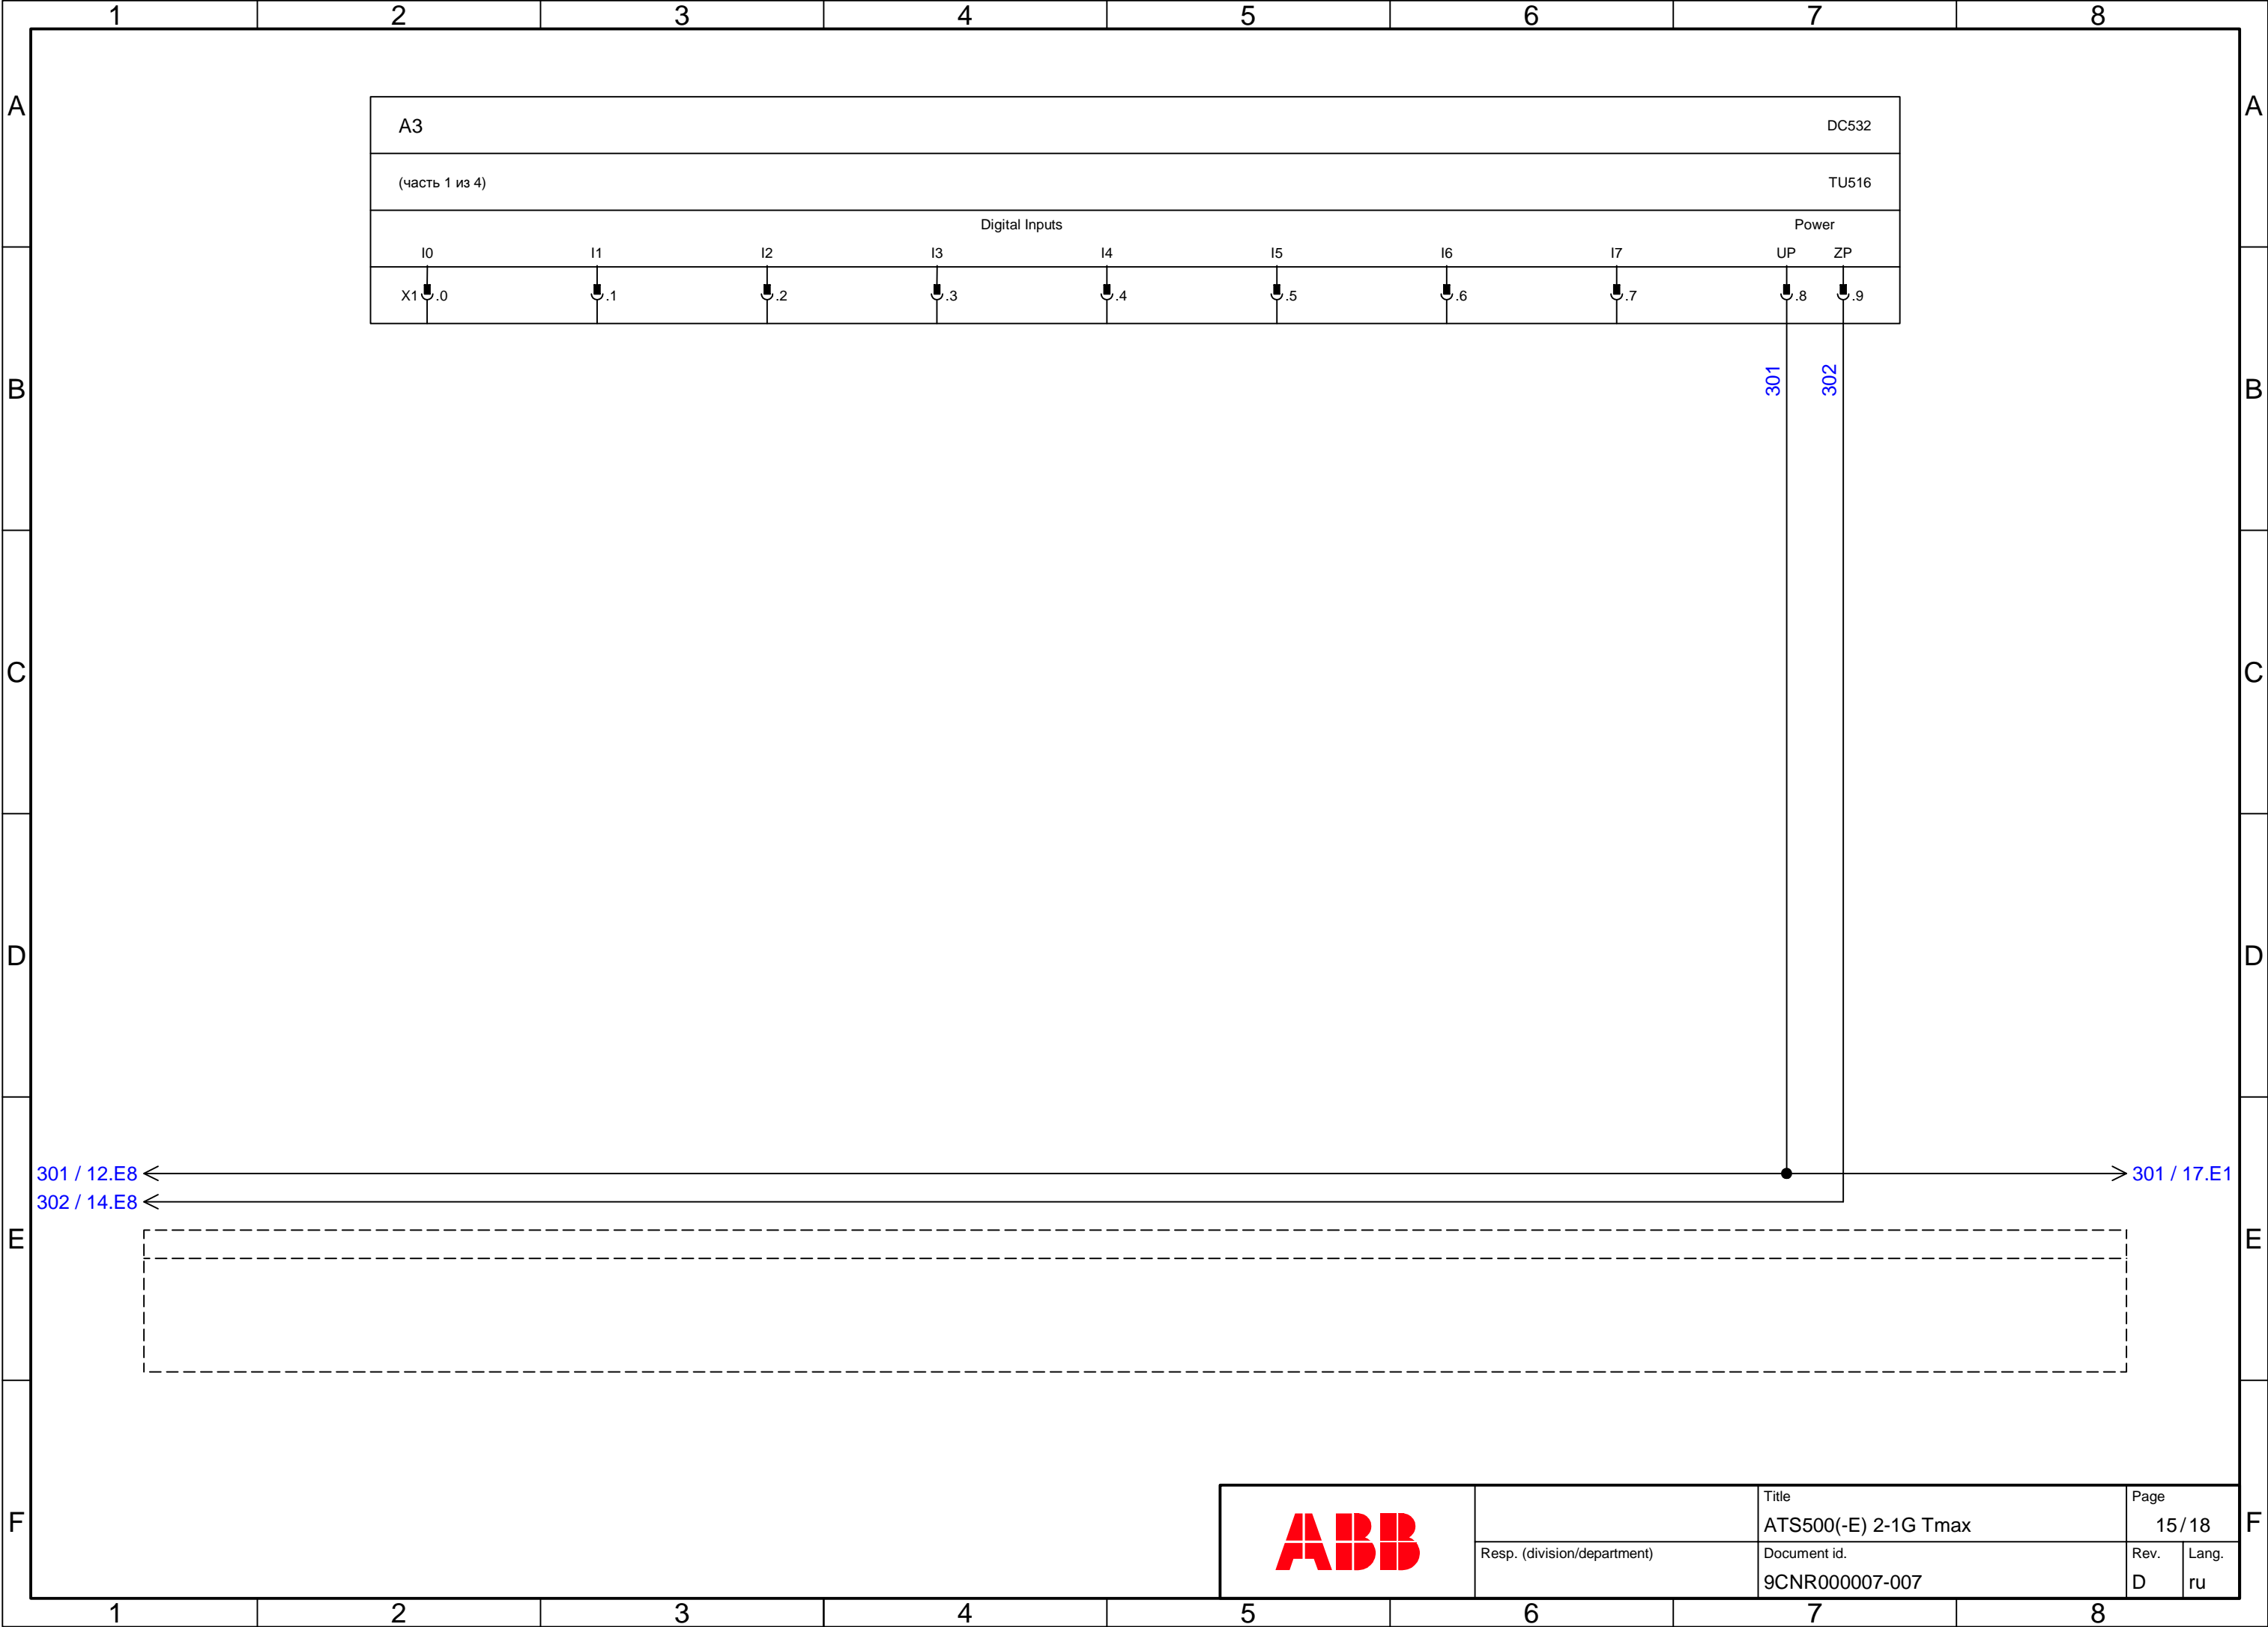 1 2 3 4 5 6 7 8
A A
A3 DC532
(часть 1 из 4) TU516
Digital Inputs Power
I0 I1 I2 I3 I4 I5 I6 I7 UP ZP
X1 .0 .1 .2 .3 .4 .5 .6 .7 .8 .9
301 302
B B
C C
D D
301 / 12.E8 301 / 17.E1
302 / 14.E8
E E
Title Page
ATS500(-E) 2-1G Tmax 15/18
F ABB F
Resp. (division/department) Document id. Rev. Lang.
9CNR000007-007 D ru
1 2 3 4 5 6 7 8